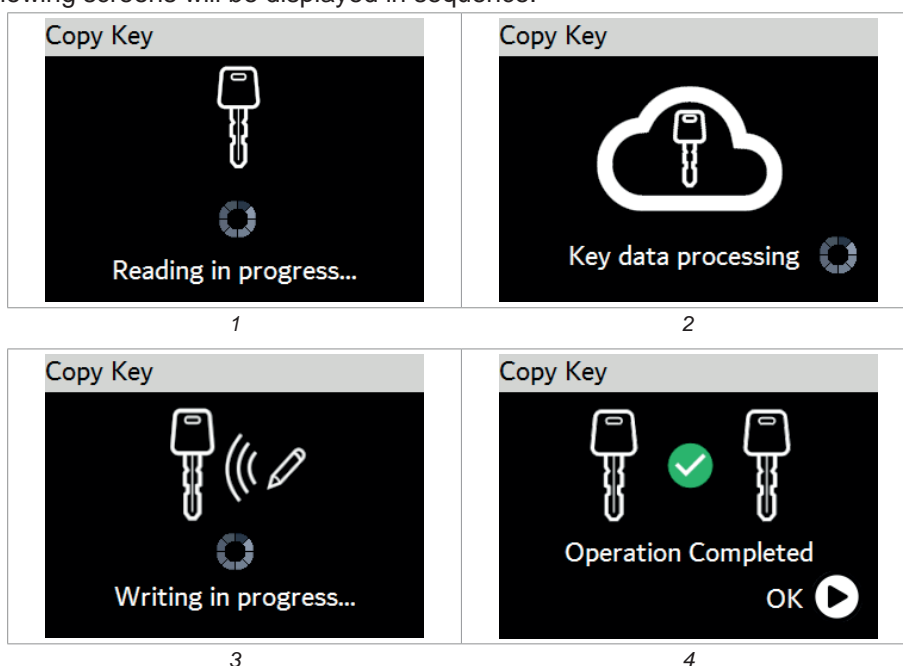 lowing screens will be displayed in sequence:
Copy Key
Reading in progress...
1
Copy Key
Key data processing
2
Copy Key
Writing in progress...
3
Copy Key
Operation Completed
OK
4